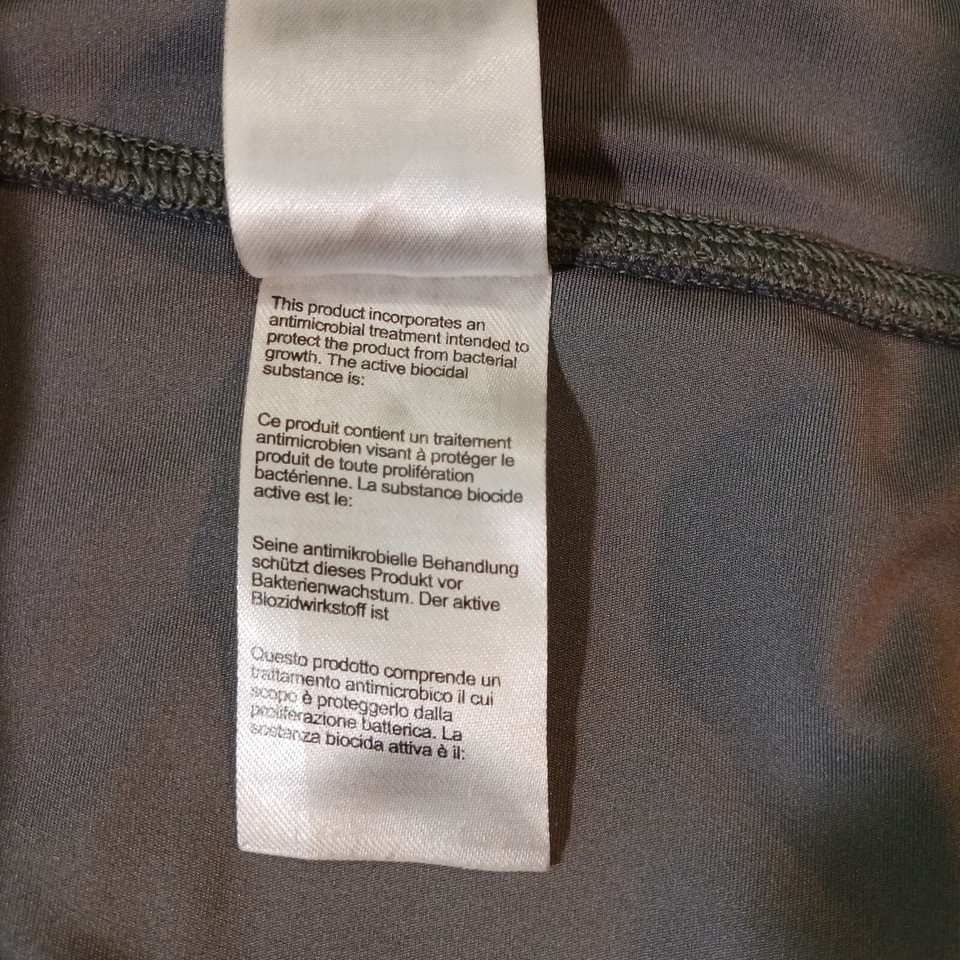 This product incorporates an
antimicrobial treatment intended to
protect the product from bacterial
growth. The active biocidal
substance is:
Ce produit contient un traitement
antimicrobien visant à protéger le
produit de toute prolifération
bactérienne. La substance biocide
active est le:
Seine antimikrobielle Behandlung
schützt dieses Produkt vor
Bakterienwachstum. Der aktive
Biozidwirkstoff ist
Questo prodotto comprende un
trattamento antimicrobico il cui
scopo è proteggerlo dalla
proliferazione batterica. La
sostanza biocida attiva è il: